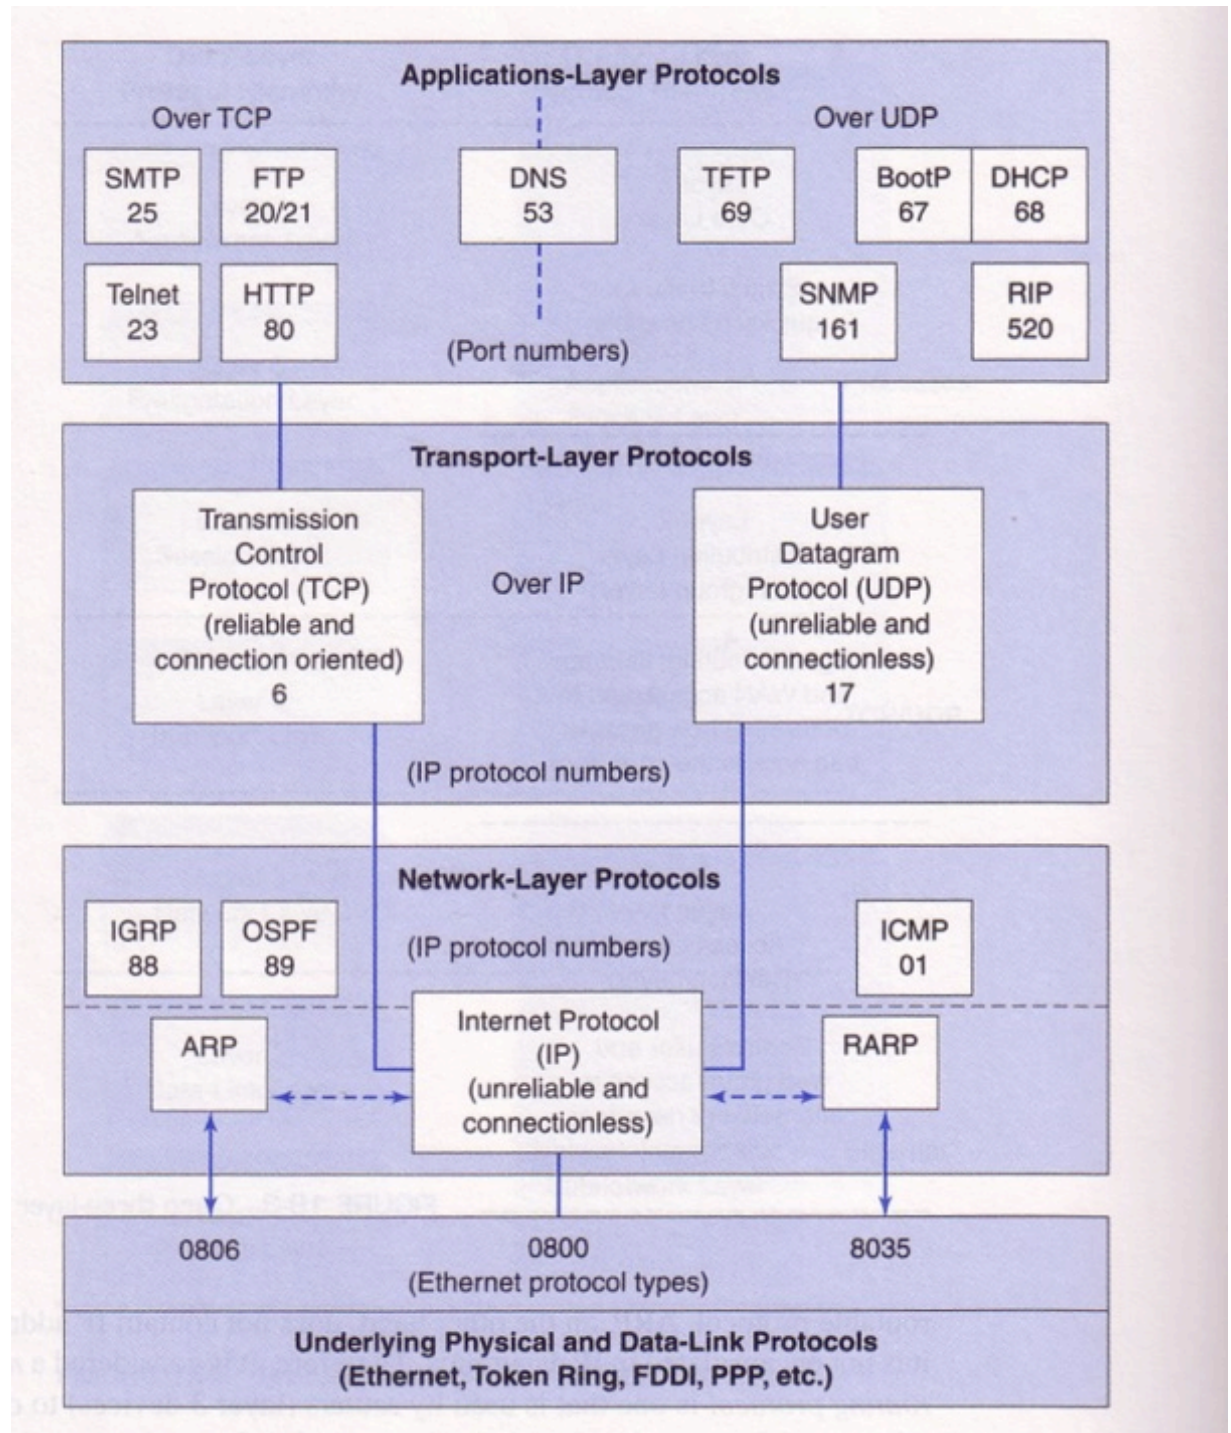 Applications-Layer Protocols
Over TCP
Over UDP
SMTP
25
FTP
20/21
DNS
53
TFTP
69
BootP
67
DHCP
68
Telnet
23
HTTP
80
SNMP
161
RIP
520
(Port numbers)
Transport-Layer Protocols
Transmission
Control
Protocol (TCP)
(reliable and
connection oriented)
6
Over IP
User
Datagram
Protocol (UDP)
(unreliable and
connectionless)
17
(IP protocol numbers)
Network-Layer Protocols
IGRP
88
OSPF
89
(IP protocol numbers)
ICMP
01
ARP
Internet Protocol
(IP)
(unreliable and
connectionless)
RARP
0806
0800
8035
(Ethernet protocol types)
Underlying Physical and Data-Link Protocols
(Ethernet, Token Ring, FDDI, PPP, etc.)